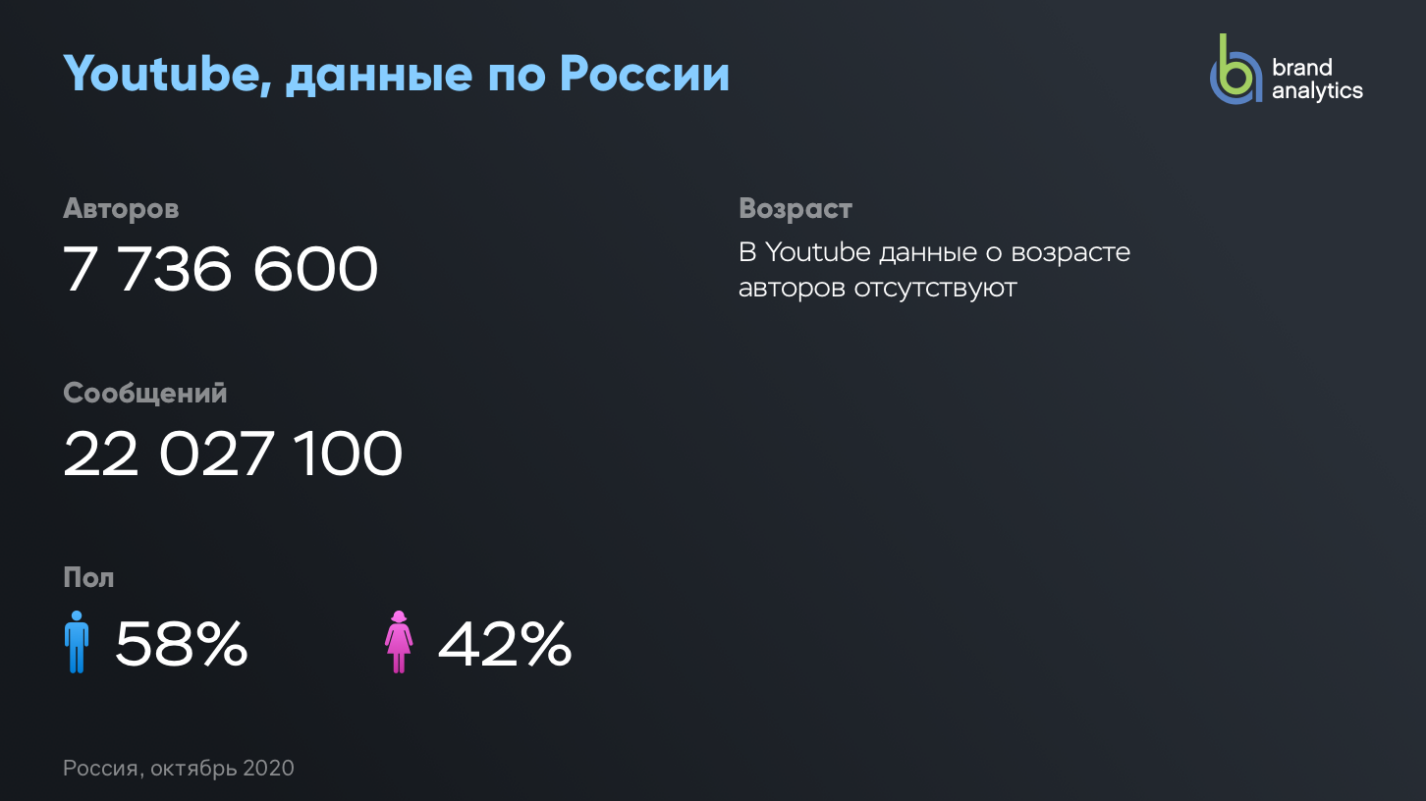 Youtube, данные по России
brand
analytics
Авторов
7 736 600
Возраст
В Youtube данные о возрасте
авторов отсутствуют
Сообщений
22 027 100
Пол
58%
42%
Россия, октябрь 2020